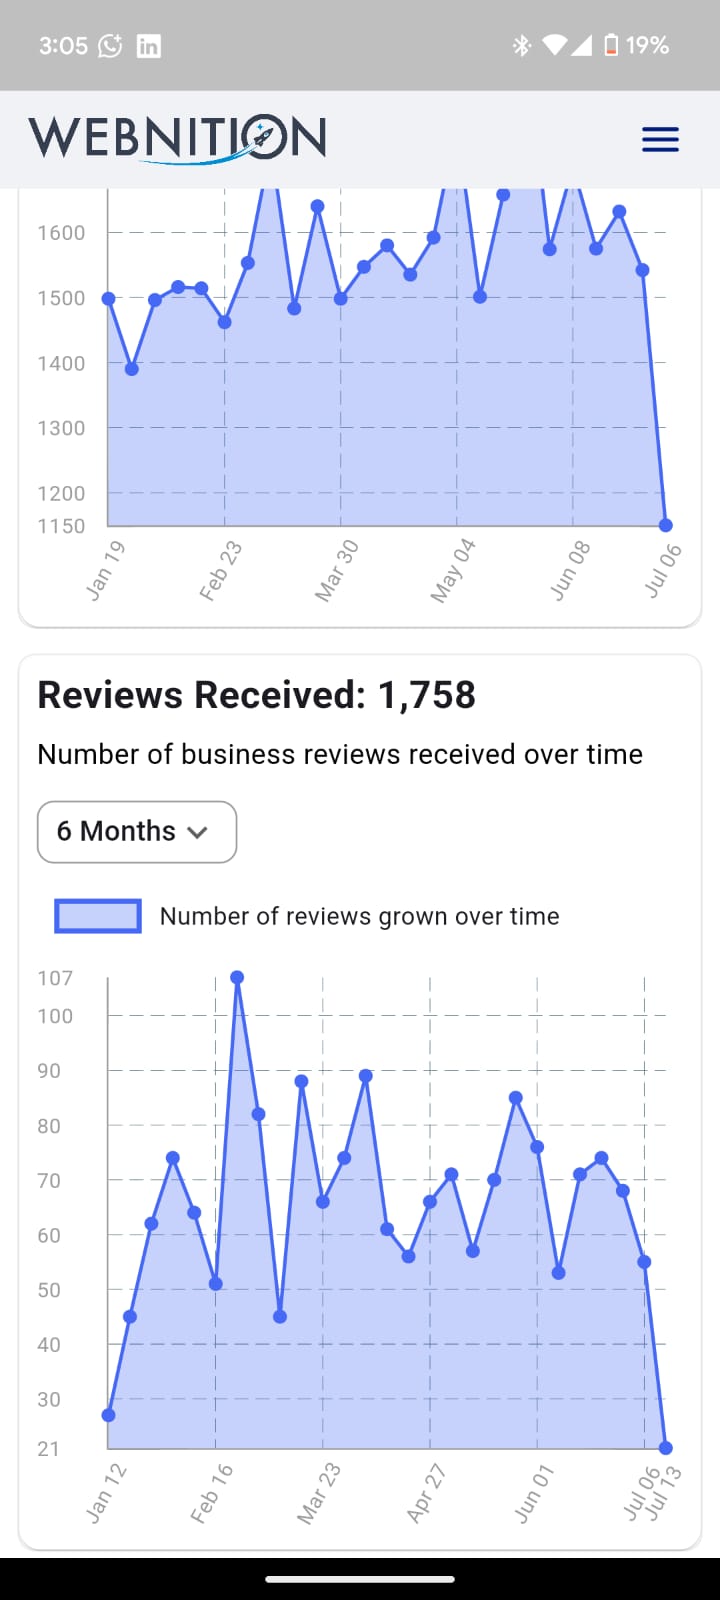 3:05
19%
WEBNITION
1600
1500
1400
1300
1200
1150
Jan 19
Feb 23
Mar 30
May 04
Jun 08
Jul 06
Reviews Received: 1,758
Number of business reviews received over time
6 Months
Number of reviews grown over time
107
100
90
80
70
60
50
40
30
21
Jan 12
Feb 16
Mar 23
Apr 27
Jun 01
Jul 06
Jul 13